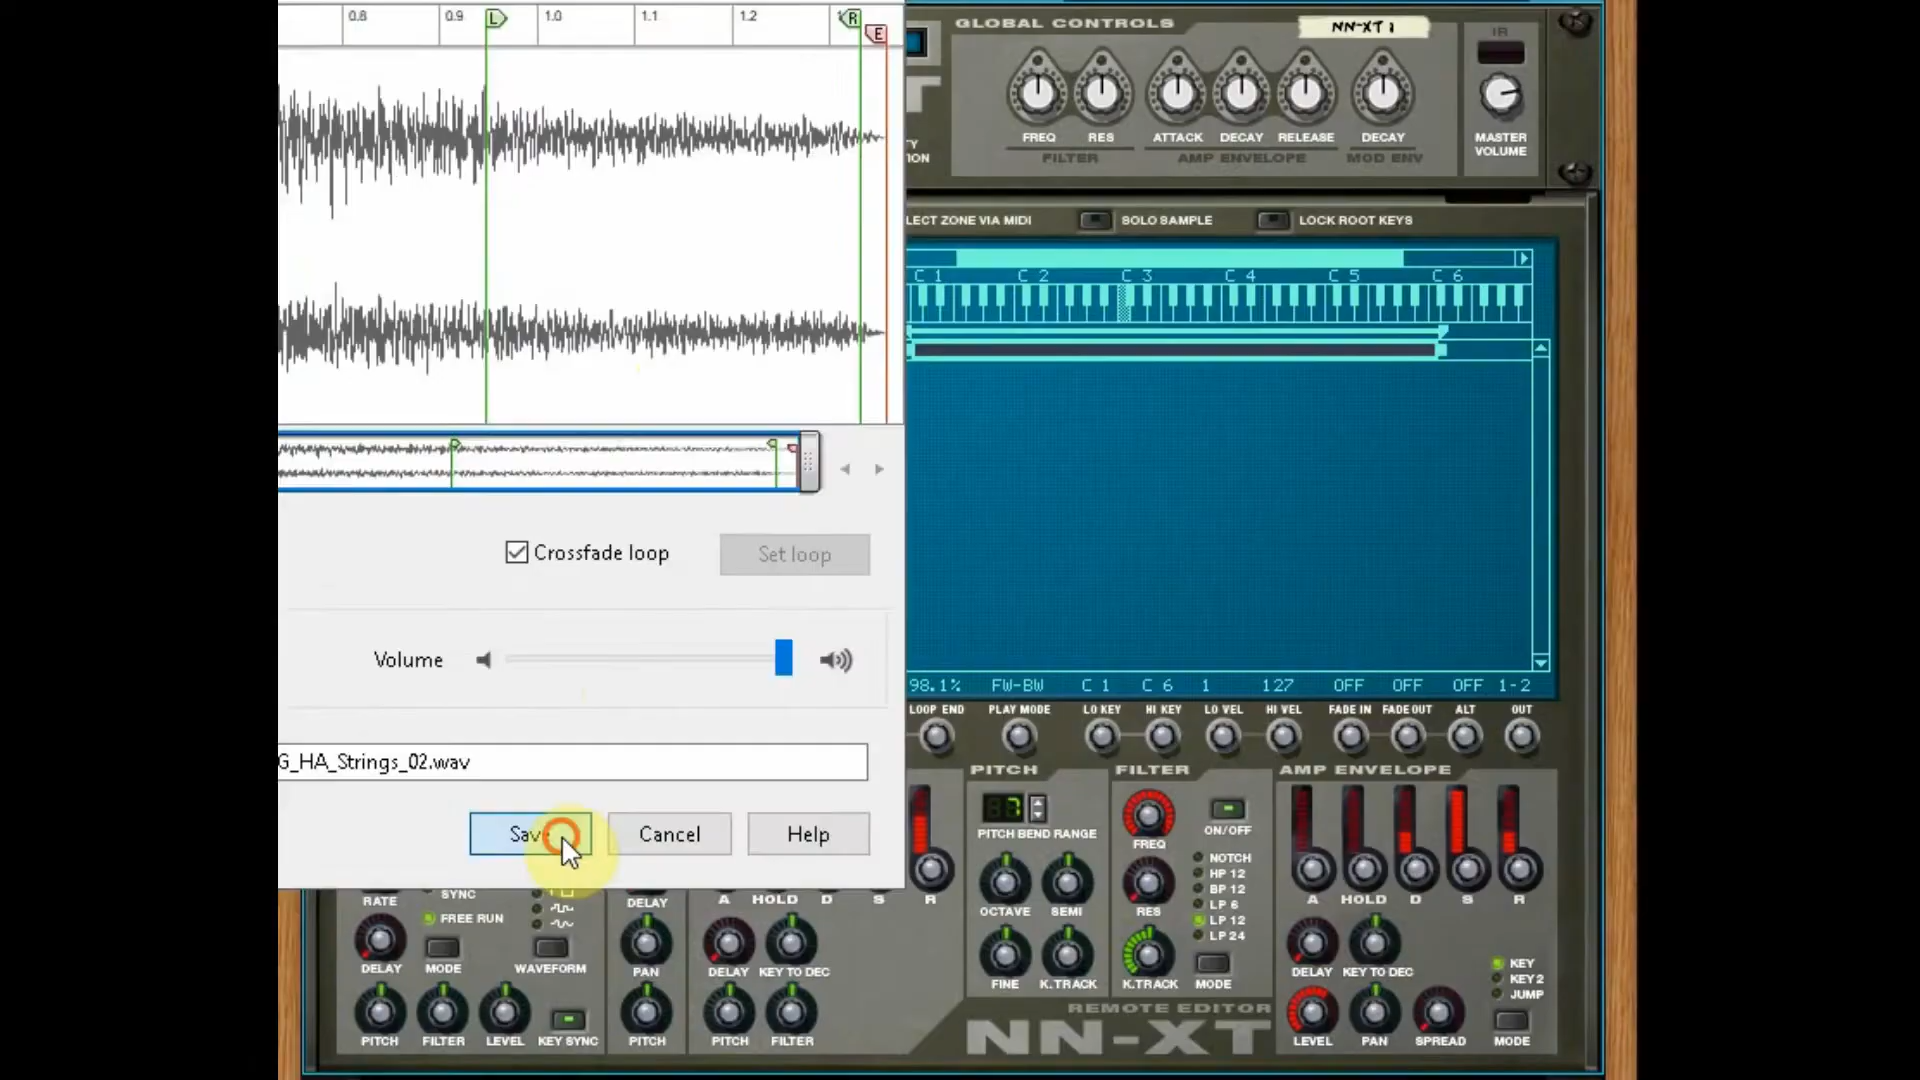 0.8 0.9 L 1.0 1.1 1.2 R
E
GLOBAL CONTROLS
NN-XT 1
IR
FREQ RES ATTACK DECAY RELEASE DECAY
FILTER AMP ENVELOPE MOD ENV
MASTER
VOLUME
SOLO SAMPLE LOCK ROOT KEYS
LECT ZONE VIA MIDI
C 1 C 2 C 3 C 4 C 5 C 6
Crossfade loop Set loop
Volume
98.1% FW-BW C 1 C 6 1 127 OFF OFF OFF 1-2
LOOP END PLAY MODE LO KEY HI KEY LO VEL HI VEL FADE IN FADE OUT ALT OUT
G_HA_Strings_02.wav
Save Cancel Help
PITCH FILTER AMP ENVELOPE
7
PITCH BEND RANGE
FREQ
ON/OFF
NOTCH
HP 12
BP 12
LP 6
LP 12
LP 24
OCTAVE SEMI RES
FINE K.TRACK K.TRACK MODE
A HOLD D S R
DELAY KEY TO DEC
KEY
KEY 2
JUMP
LEVEL PAN SPREAD MODE
RATE SYNC
FREE RUN
DELAY MODE WAVEFORM
DELAY
PAN
A HOLD D S R
DELAY KEY TO DEC
PITCH FILTER LEVEL KEY SYNC PITCH PITCH FILTER
REMOTE EDITOR
NN-XT